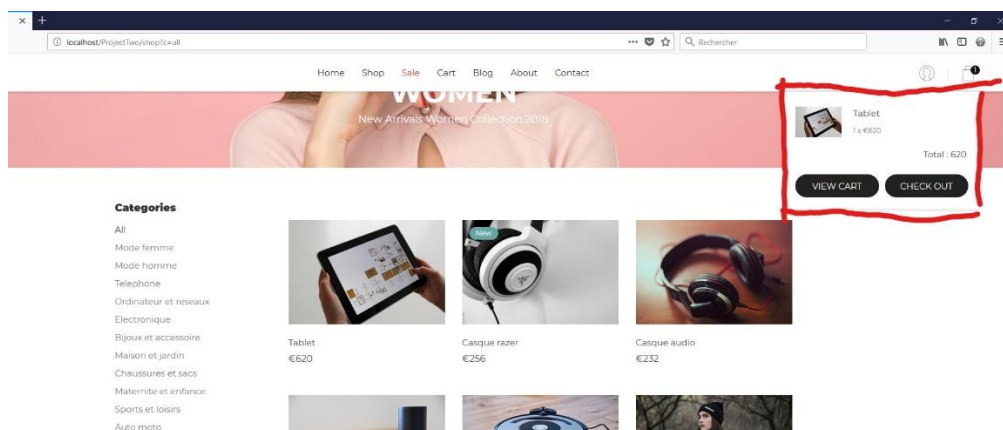 localhost/ProjectTwo/shop?c=all
Rechercher
Home Shop Sale Cart Blog About Contact
1
WOMEN
New Arrivals Women Collection 2018
Tablet
1 x €620
Total : 620
VIEW CART CHECK OUT
Categories
All
Mode femme
Mode homme
Telephone
Ordinateur et reseaux
Electronique
Bijoux et accessoire
Maison et jardin
Chaussures et sacs
Maternite et enfance
Sports et loisirs
Auto moto
New
Tablet
€620
Casque razer
€256
Casque audio
€232